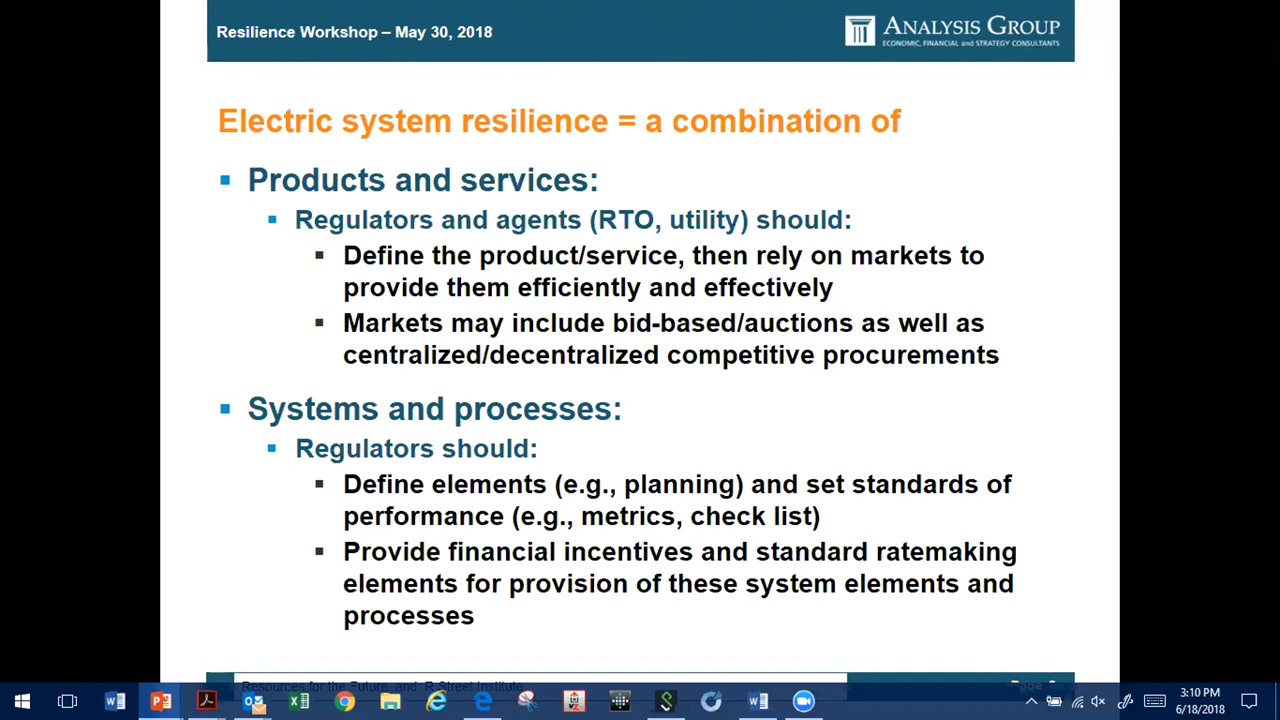 Resilience Workshop – May 30, 2018
ANALYSIS GROUP
ECONOMIC, FINANCIAL and STRATEGY CONSULTANTS
Electric system resilience = a combination of
Products and services:
Regulators and agents (RTO, utility) should:
Define the product/service, then rely on markets to
provide them efficiently and effectively
Markets may include bid-based/auctions as well as
centralized/decentralized competitive procurements
Systems and processes:
Regulators should:
Define elements (e.g., planning) and set standards of
performance (e.g., metrics, check list)
Provide financial incentives and standard ratemaking
elements for provision of these system elements and
processes
Resources for the Future, and R Street Institute
Page
3:10 PM
6/18/2018